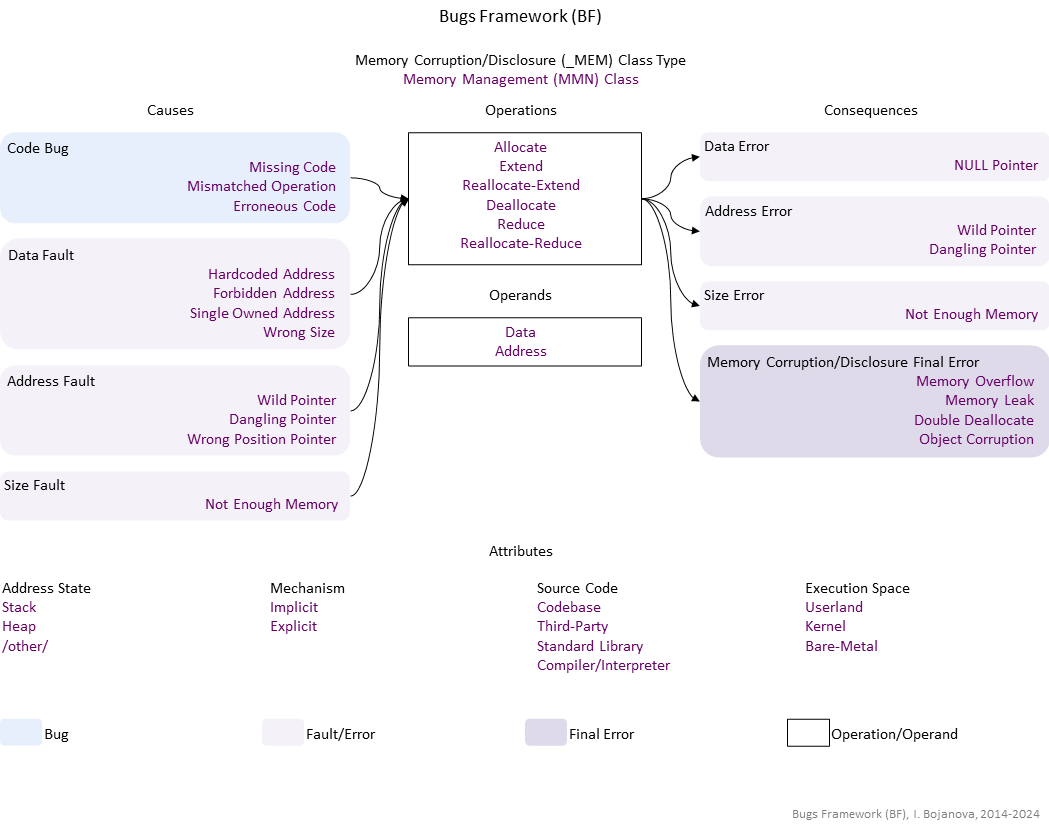 Bugs Framework (BF)
Memory Corruption/Disclosure (_MEM) Class Type
Memory Management (MMN) Class
Causes
Code Bug
Missing Code
Mismatched Operation
Erroneous Code
Data Fault
Hardcoded Address
Forbidden Address
Single Owned Address
Wrong Size
Address Fault
Wild Pointer
Dangling Pointer
Wrong Position Pointer
Size Fault
Not Enough Memory
Operations
Allocate
Extend
Reallocate-Extend
Deallocate
Reduce
Reallocate-Reduce
Operands
Data
Address
Consequences
Data Error
NULL Pointer
Address Error
Wild Pointer
Dangling Pointer
Size Error
Not Enough Memory
Memory Corruption/Disclosure Final Error
Memory Overflow
Memory Leak
Double Deallocate
Object Corruption
Attributes
Address State
Stack
Heap
/other/
Mechanism
Implicit
Explicit
Source Code
Codebase
Third-Party
Standard Library
Compiler/Interpreter
Execution Space
Userland
Kernel
Bare-Metal
Bug
Fault/Error
Final Error
Operation/Operand
Bugs Framework (BF), I. Bojanova, 2014-2024